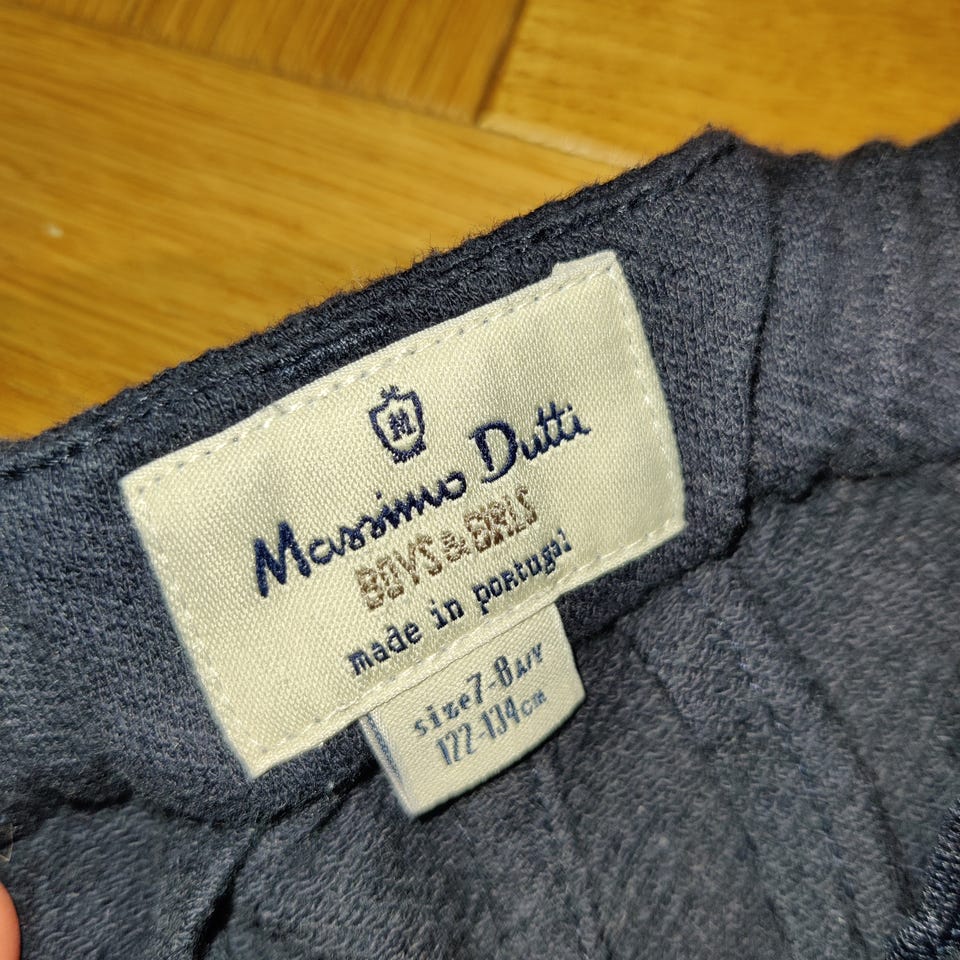 M
Massimo Dutti
BOYS & GIRLS
made in portugal
size 7-8 A/Y
122-134 cm